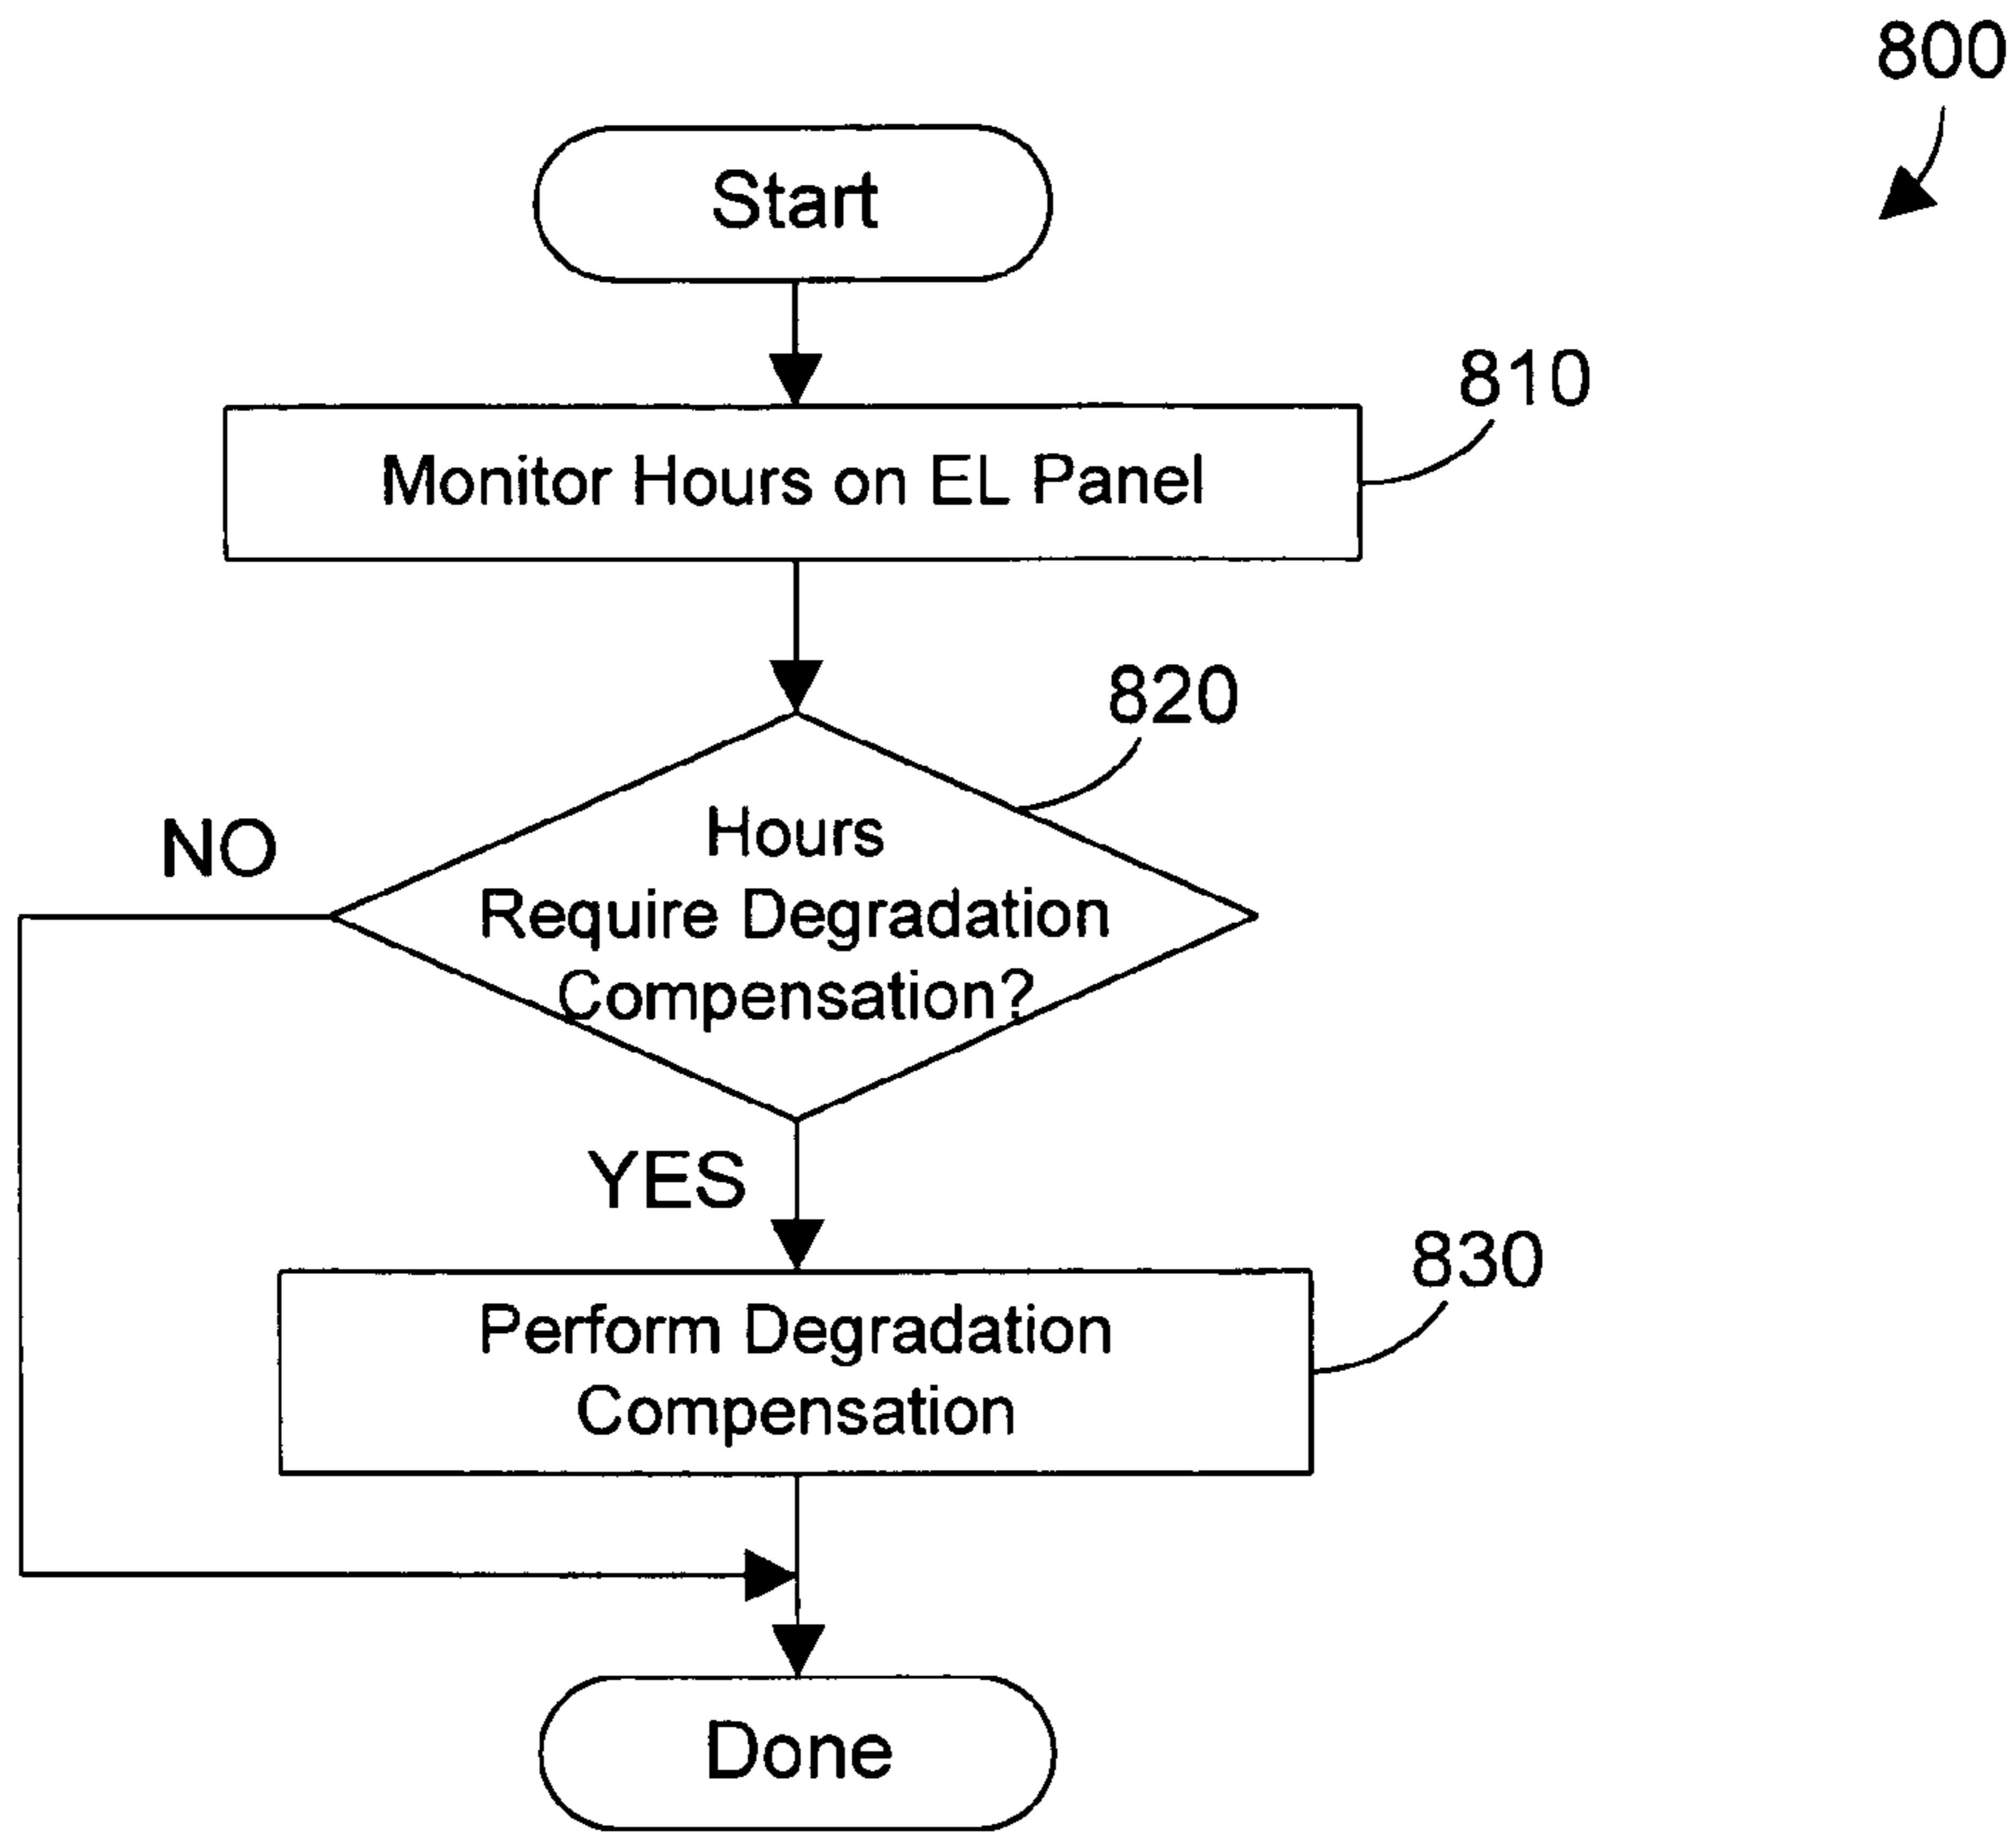 800
Start
810
Monitor Hours on EL Panel
820
NO
Hours
Require Degradation
Compensation?
YES
830
Perform Degradation
Compensation
Done